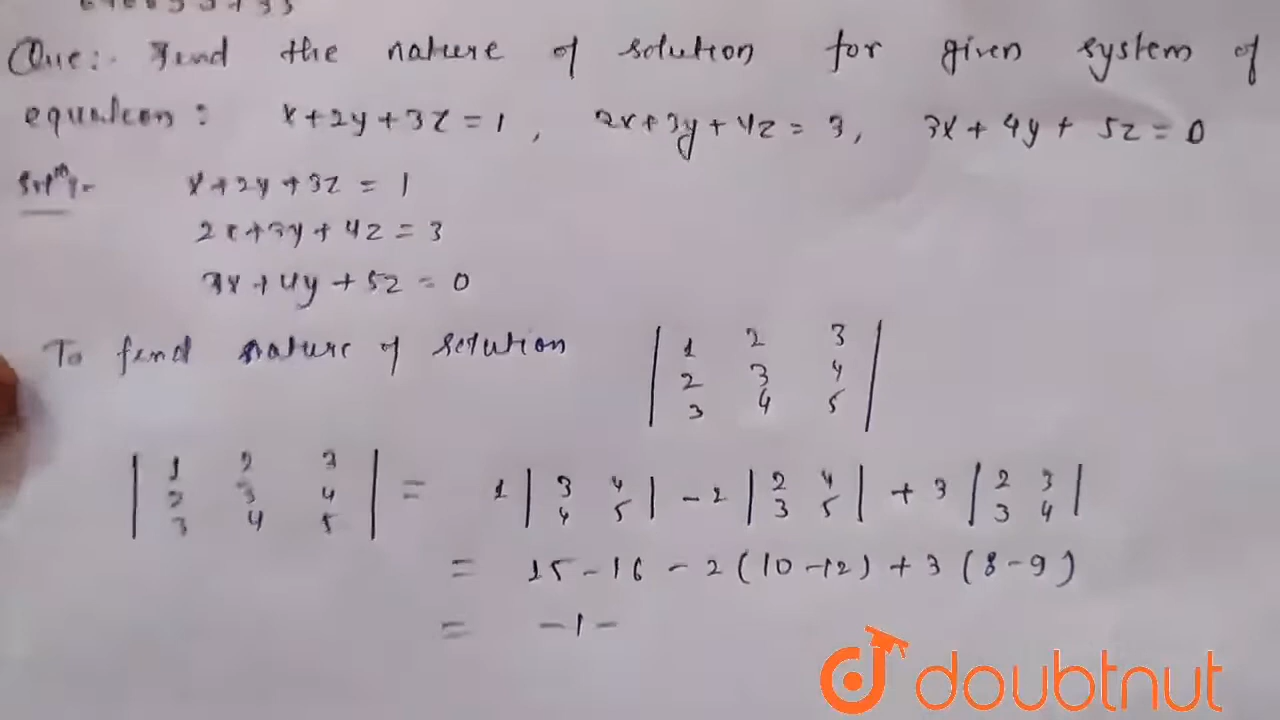 Que:. Find the nature of solution for given system of
equations: x+2y+3z=1, 2x+3y+4z=3, 3x+4y+5z=0
Solⁿ:- x+2y+3z=1
2x+3y+4z=3
3x+4y+5z=0
To find nature of solution | 1 2 3 |
2 3 4
3 4 5
| 1 2 3 | = 1 | 3 4 | -2 | 2 4 | +3 | 2 3 |
2 3 4 4 5 3 5 3 4
3 4 5
= 15-16-2(10-12)+3(8-9)
= -1-
doubtnut